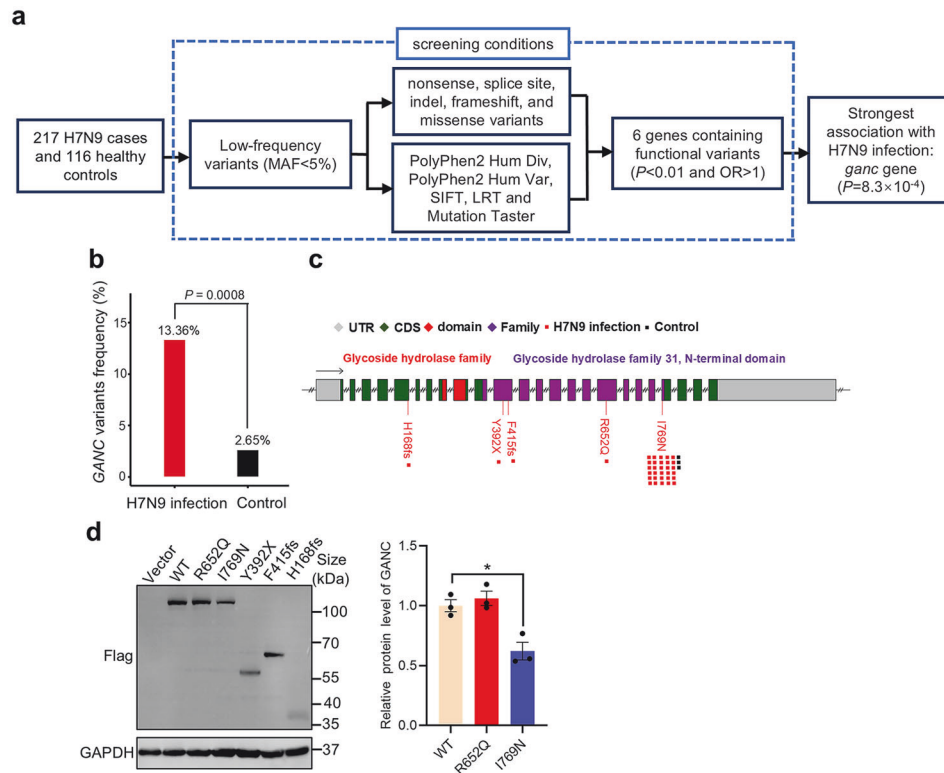 a
screening conditions
217 H7N9 cases
and 116 healthy
controls
Low-frequency
variants (MAF<5%)
nonsense, splice site,
indel, frameshift, and
missense variants
PolyPhen2 Hum Div,
PolyPhen2 Hum Var,
SIFT, LRT and
Mutation Taster
6 genes containing
functional variants
(P<0.01 and OR>1)
Strongest
association with
H7N9 infection:
ganc gene
(P=8.3×10⁻⁴)
b
GANC variants frequency (%)
15
10
5
0
P = 0.0008
13.36%
2.65%
H7N9 infection
Control
c
UTR
CDS
domain
Family
H7N9 infection
Control
Glycoside hydrolase family
Glycoside hydrolase family 31, N-terminal domain
H168fs
Y392X
F415fs
R652Q
I769N
d
Vector
WT
R652Q
I769N
Y392X
F415fs
H168fs
Size
(kDa)
Flag
100
70
55
40
35
GAPDH
37
Relative protein level of GANC
1.5
1.0
0.5
0.0
*
WT
R652Q
I769N